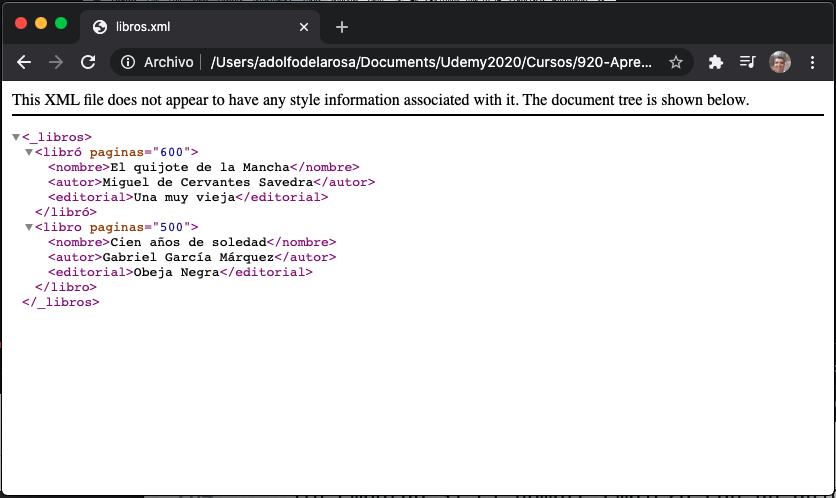 libros.xml
Archivo /Users/adolfodelarosa/Documents/Udemy2020/Cursos/920-Apre...
This XML file does not appear to have any style information associated with it. The document tree is shown below.
<_libros>
<libró paginas="600">
<nombre>El quijote de la Mancha</nombre>
<autor>Miguel de Cervantes Savedra</autor>
<editorial>Una muy vieja</editorial>
</libró>
<libro paginas="500">
<nombre>Cien años de soledad</nombre>
<autor>Gabriel García Márquez</autor>
<editorial>Obeja Negra</editorial>
</libro>
</_libros>